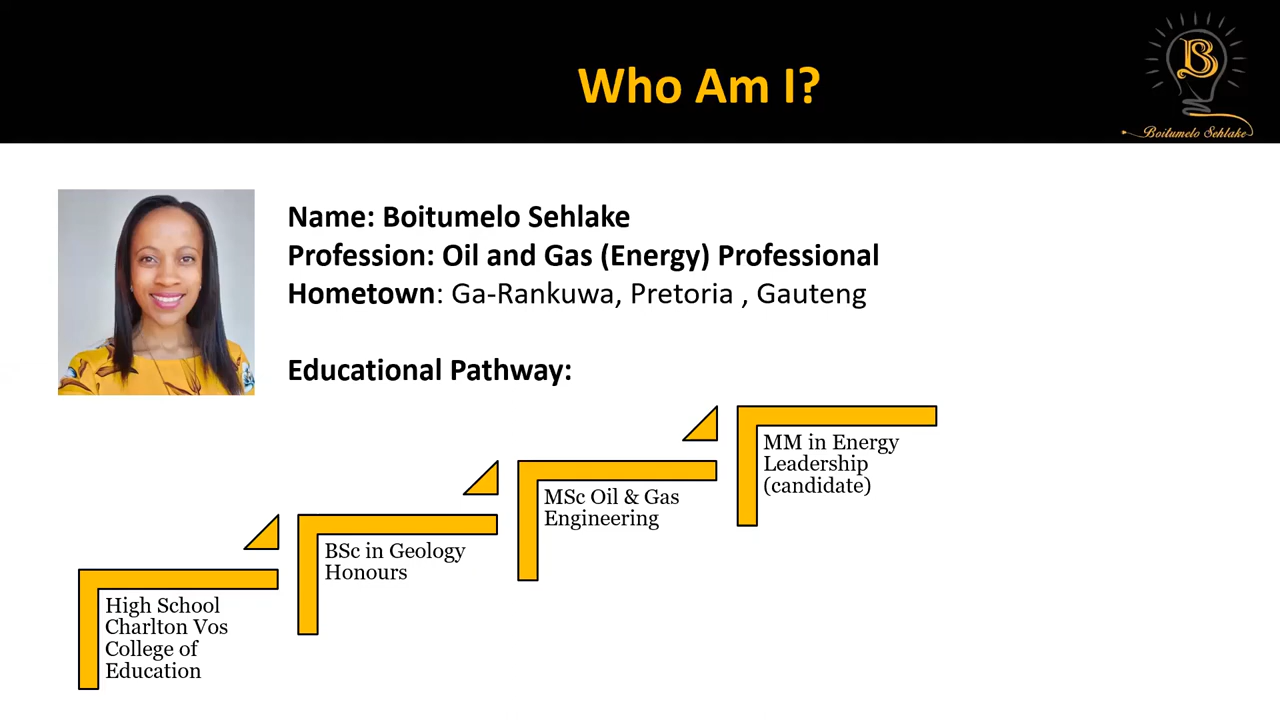 Who Am I?
B
Boitumelo Sehlake
Name: Boitumelo Sehlake
Profession: Oil and Gas (Energy) Professional
Hometown: Ga-Rankuwa, Pretoria , Gauteng
Educational Pathway:
High School
Charlton Vos
College of
Education
BSc in Geology
Honours
MSc Oil & Gas
Engineering
MM in Energy
Leadership
(candidate)